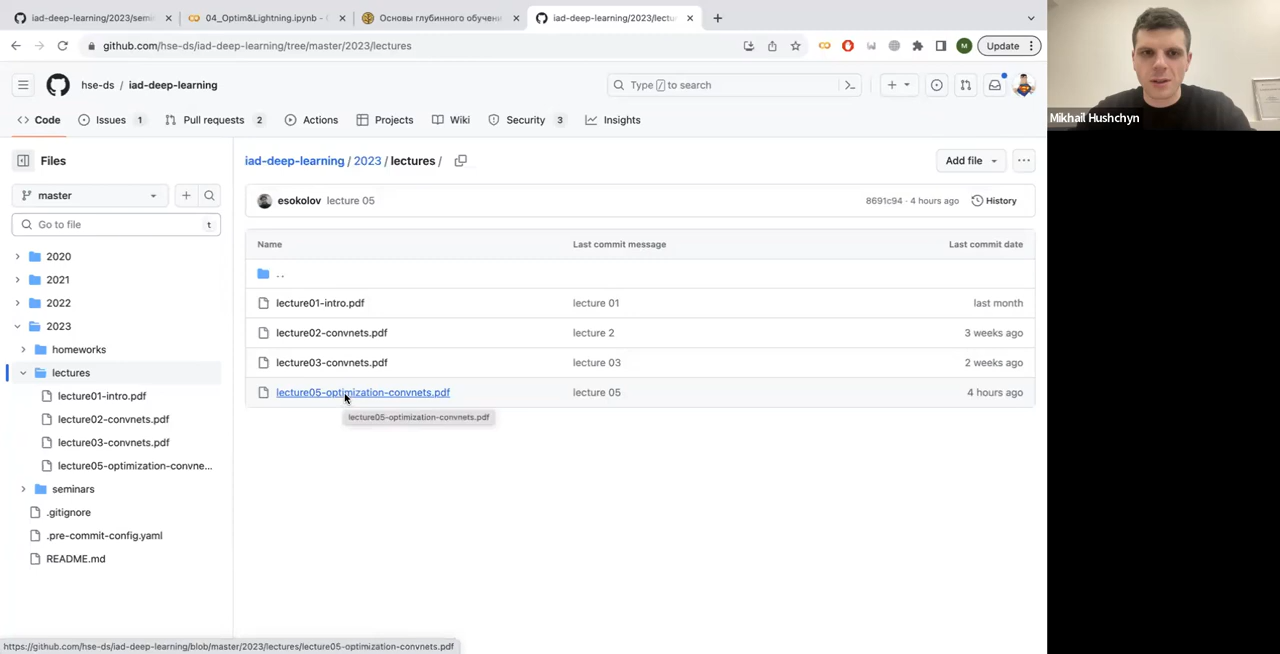 iad-deep-learning/2023/semi
04_Optim&Lightning.ipynb - 
Основы глубинного обучени
iad-deep-learning/2023/lectu
github.com/hse-ds/iad-deep-learning/tree/master/2023/lectures
M
Update
hse-ds / iad-deep-learning
Type / to search
Code
Issues 1
Pull requests 2
Actions
Projects
Wiki
Security 3
Insights
Files
iad-deep-learning / 2023 / lectures /
Add file
master
esokolov lecture 05
8691c94 · 4 hours ago
History
Go to file
t
Name
Last commit message
Last commit date
2020
2021
2022
2023
homeworks
lectures
lecture01-intro.pdf
lecture02-convnets.pdf
lecture03-convnets.pdf
lecture05-optimization-convne...
seminars
.gitignore
.pre-commit-config.yaml
README.md
..
lecture01-intro.pdf lecture 01 last month
lecture02-convnets.pdf lecture 2 3 weeks ago
lecture03-convnets.pdf lecture 03 2 weeks ago
lecture05-optimization-convnets.pdf lecture 05 4 hours ago
lecture05-optimization-convnets.pdf
https://github.com/hse-ds/iad-deep-learning/blob/master/2023/lectures/lecture05-optimization-convnets.pdf
Mikhail Hushchyn